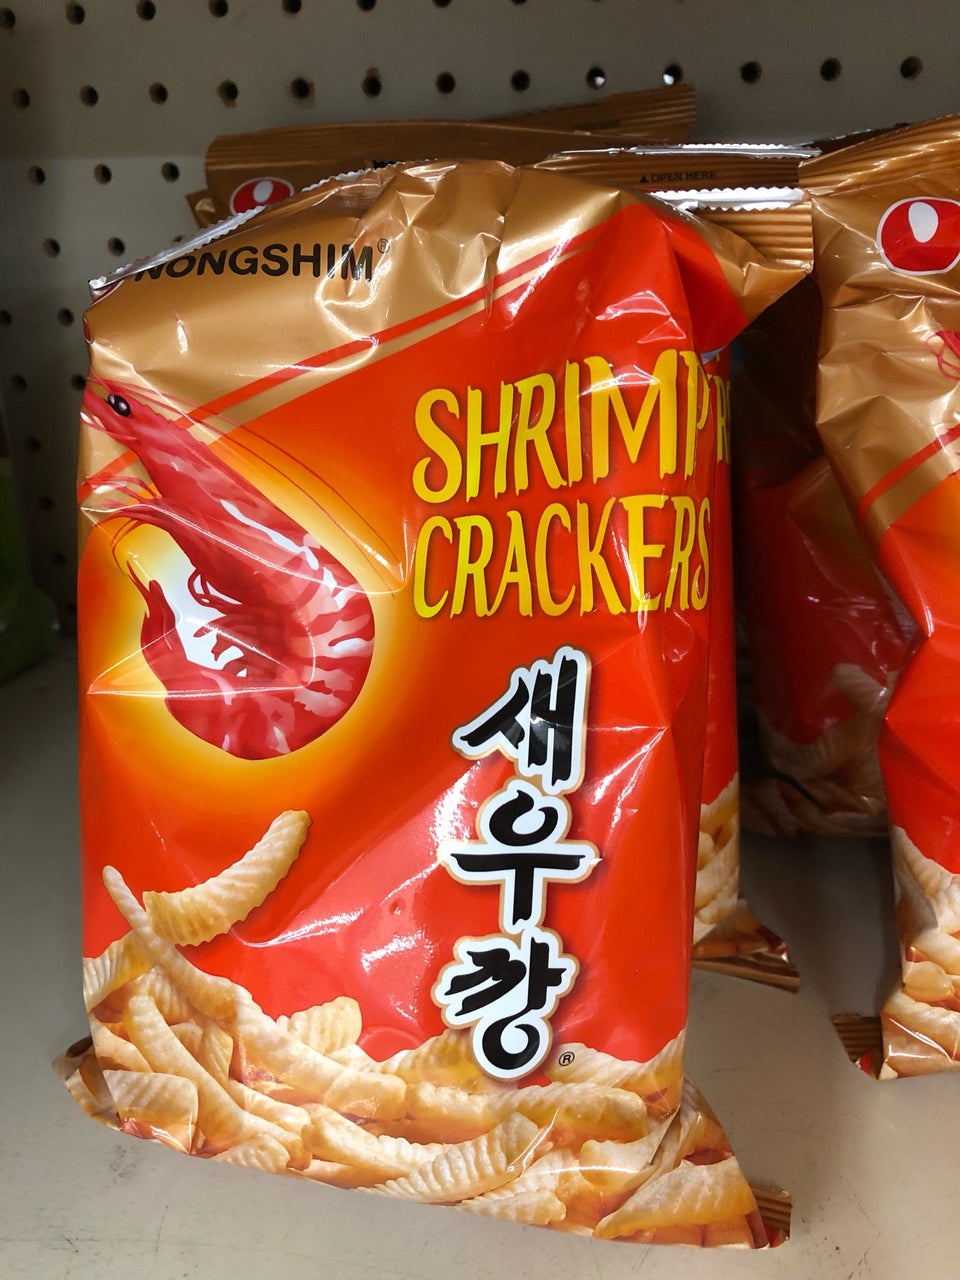 ▲ OPEN HERE
NONGSHIM®
SHRIMP
CRACKERS
새우깡®